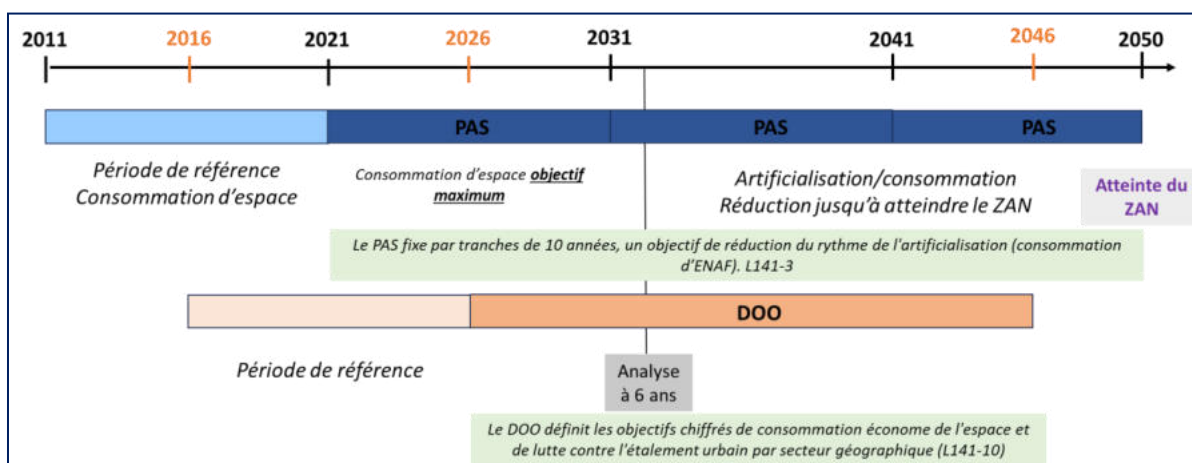 2011 2016 2021 2026 2031 2041 2046 2050
PAS PAS PAS
Période de référence
Consommation d'espace
Consommation d'espace objectif
maximum
Artificialisation/consommation
Réduction jusqu'à atteindre le ZAN
Atteinte du
ZAN
Le PAS fixe par tranches de 10 années, un objectif de réduction du rythme de l'artificialisation (consommation
d'ENAF). L141-3
DOO
Période de référence
Analyse
à 6 ans
Le DOO définit les objectifs chiffrés de consommation économe de l'espace et
de lutte contre l'étalement urbain par secteur géographique (L141-10)